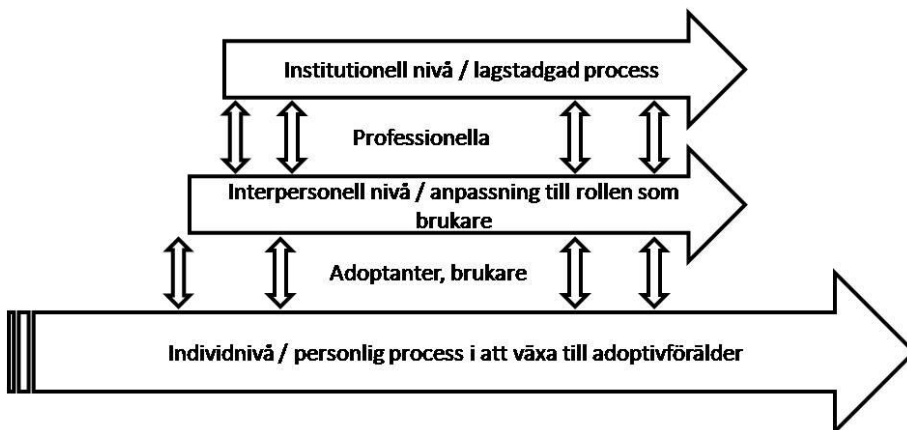 Institutionell nivå / lagstadgad process
Professionella
Interpersonell nivå / anpassning till rollen som
brukare
Adoptanter, brukare
Individnivå / personlig process i att växa till adoptivförälder